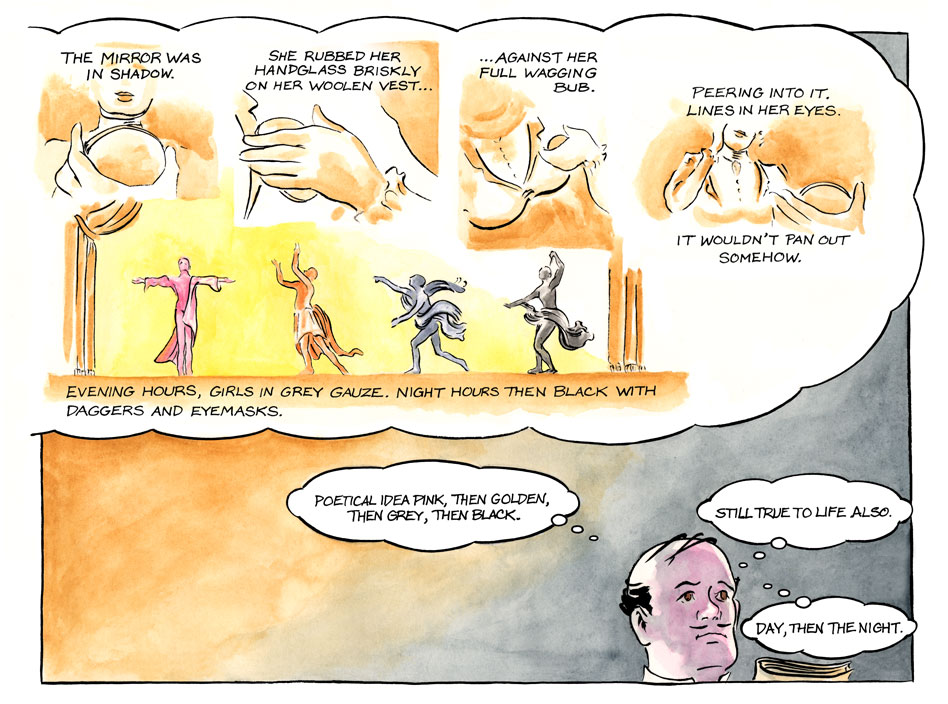 THE MIRROR WAS
IN SHADOW.
SHE RUBBED HER
HANDGLASS BRISKLY
ON HER WOOLEN VEST...
...AGAINST HER
FULL WAGGING
BUB.
PEERING INTO IT.
LINES IN HER EYES.
IT WOULDN'T PAN OUT
SOMEHOW.
EVENING HOURS, GIRLS IN GREY GAUZE. NIGHT HOURS THEN BLACK WITH
DAGGERS AND EYEMASKS.
POETICAL IDEA PINK, THEN GOLDEN,
THEN GREY, THEN BLACK.
STILL TRUE TO LIFE ALSO.
DAY, THEN THE NIGHT.